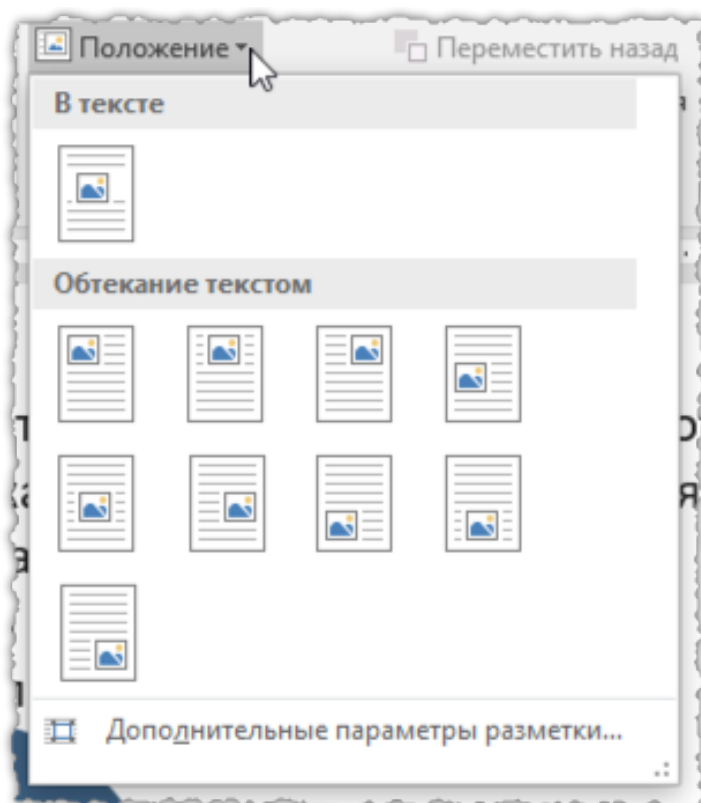 Положение
Переместить назад
В тексте
Обтекание текстом
Дополнительные параметры разметки...